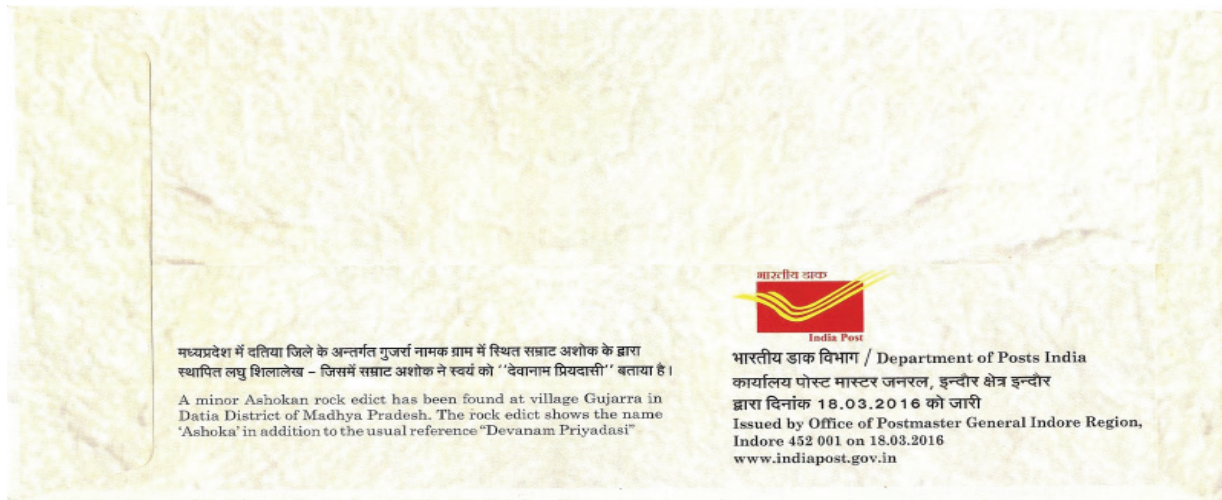 भारतीय डाक
India Post
मध्यप्रदेश में दतिया जिले के अन्तर्गत गुजर्रा नामक ग्राम में स्थित सम्राट अशोक के द्वारा
स्थापित लघु शिलालेख – जिसमें सम्राट अशोक ने स्वयं को ''देवानाम प्रियदासी'' बताया है।
A minor Ashokan rock edict has been found at village Gujarra in
Datia District of Madhya Pradesh. The rock edict shows the name
'Ashoka' in addition to the usual reference "Devanam Priyadasi"
भारतीय डाक विभाग / Department of Posts India
कार्यालय पोस्ट मास्टर जनरल, इन्दौर क्षेत्र इन्दौर
द्वारा दिनांक 18.03.2016 को जारी
Issued by Office of Postmaster General Indore Region,
Indore 452 001 on 18.03.2016
www.indiapost.gov.in